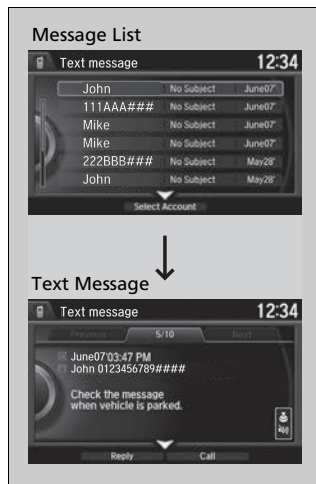 Message List
Text message 12:34
John No Subject June07'
111AAA### No Subject June07'
Mike No Subject June07'
Mike No Subject June07'
222BBB### No Subject May28'
John No Subject May28'
Select Account
Text Message
Text message 12:34
Previous 5/10 Next
June07'03:47 PM
John 0123456789####
Check the message
when vehicle is parked.
Reply Call